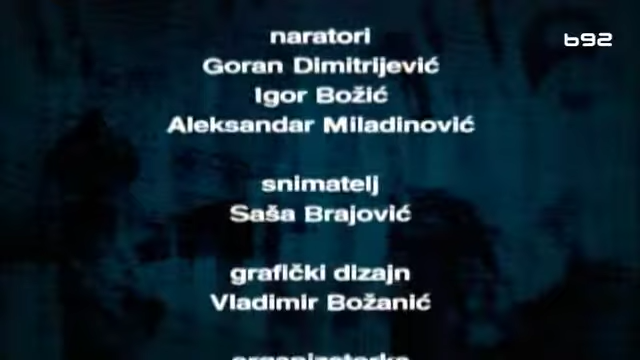 b92
naratori
Goran Dimitrijević
Igor Božić
Aleksandar Miladinović
snimatelj
Saša Brajović
grafički dizajn
Vladimir Božanić